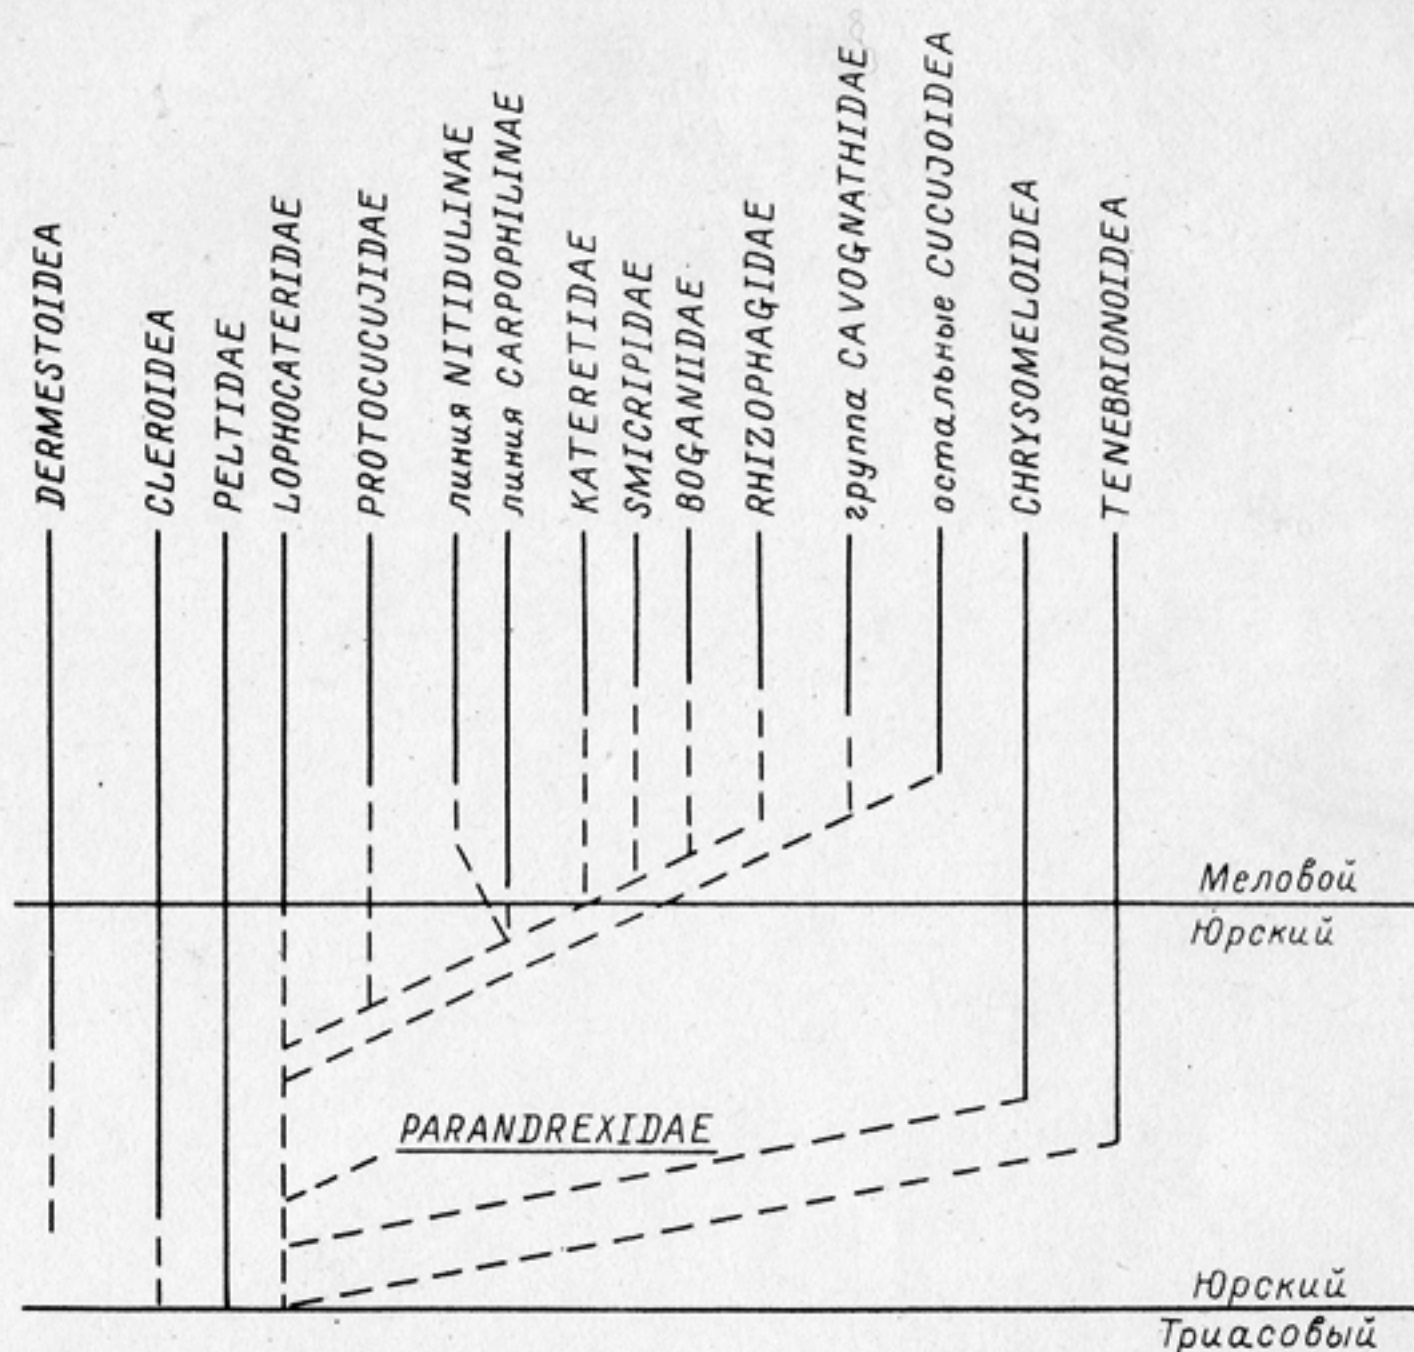 DERMESTOIDEA
CLEROIDEA
PELTIDAE
LOPHOCATERIDAE
PROTOCUCUJIDAE
линия NITIDULINAE
линия CARPOPHILINAE
KATERETIDAE
SMICRIPIDAE
BOGANIIDAE
RHIZOPHAGIDAE
группа CAVOGNATHIDAE
остальные CUCUJOIDEA
CHRYSOMELOIDEA
TENEBRIONOIDEA
Меловой
Юрский
PARANDREXIDAE
Юрский
Триасовый